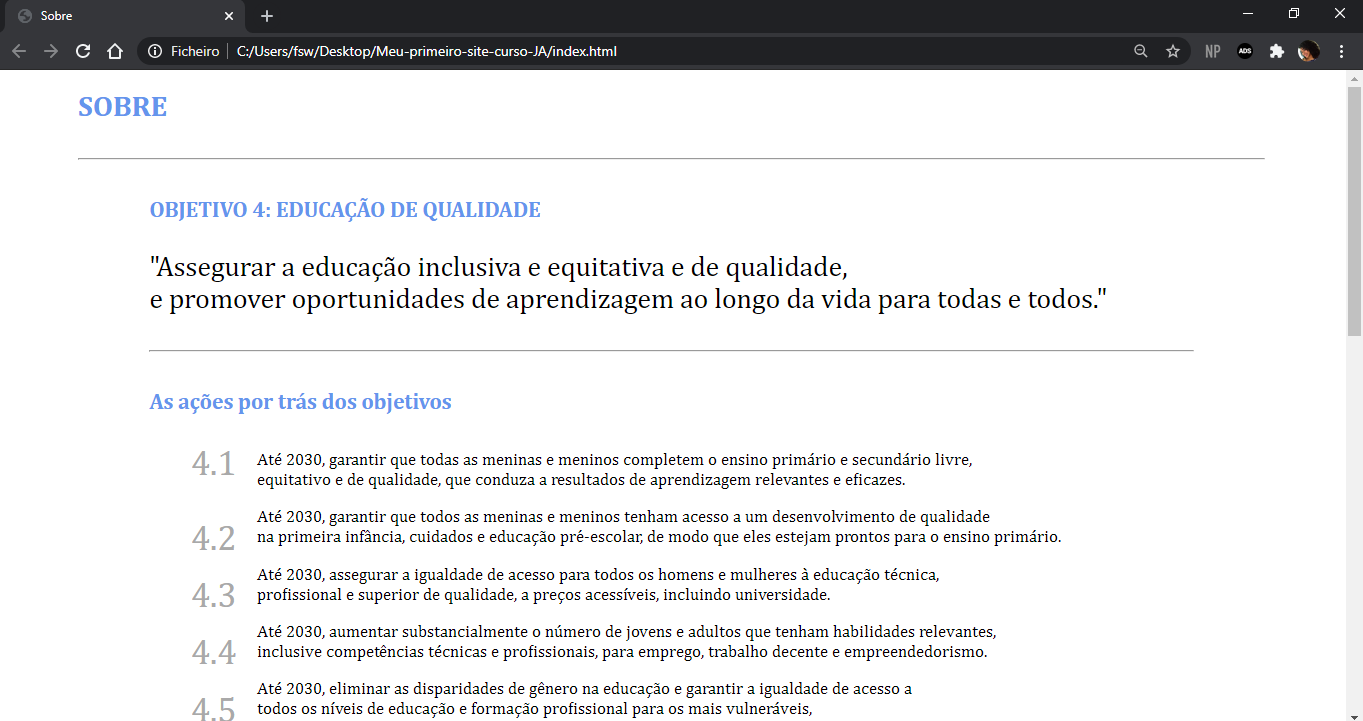 Sobre
Ficheiro C:/Users/fsw/Desktop/Meu-primeiro-site-curso-JA/index.html
NP
ADS
SOBRE
OBJETIVO 4: EDUCAÇÃO DE QUALIDADE
"Assegurar a educação inclusiva e equitativa e de qualidade,
e promover oportunidades de aprendizagem ao longo da vida para todas e todos."
As ações por trás dos objetivos
4.1 Até 2030, garantir que todas as meninas e meninos completem o ensino primário e secundário livre,
equitativo e de qualidade, que conduza a resultados de aprendizagem relevantes e eficazes.
4.2 Até 2030, garantir que todos as meninas e meninos tenham acesso a um desenvolvimento de qualidade
na primeira infância, cuidados e educação pré-escolar, de modo que eles estejam prontos para o ensino primário.
4.3 Até 2030, assegurar a igualdade de acesso para todos os homens e mulheres à educação técnica,
profissional e superior de qualidade, a preços acessíveis, incluindo universidade.
4.4 Até 2030, aumentar substancialmente o número de jovens e adultos que tenham habilidades relevantes,
inclusive competências técnicas e profissionais, para emprego, trabalho decente e empreendedorismo.
4.5 Até 2030, eliminar as disparidades de gênero na educação e garantir a igualdade de acesso a
todos os níveis de educação e formação profissional para os mais vulneráveis,